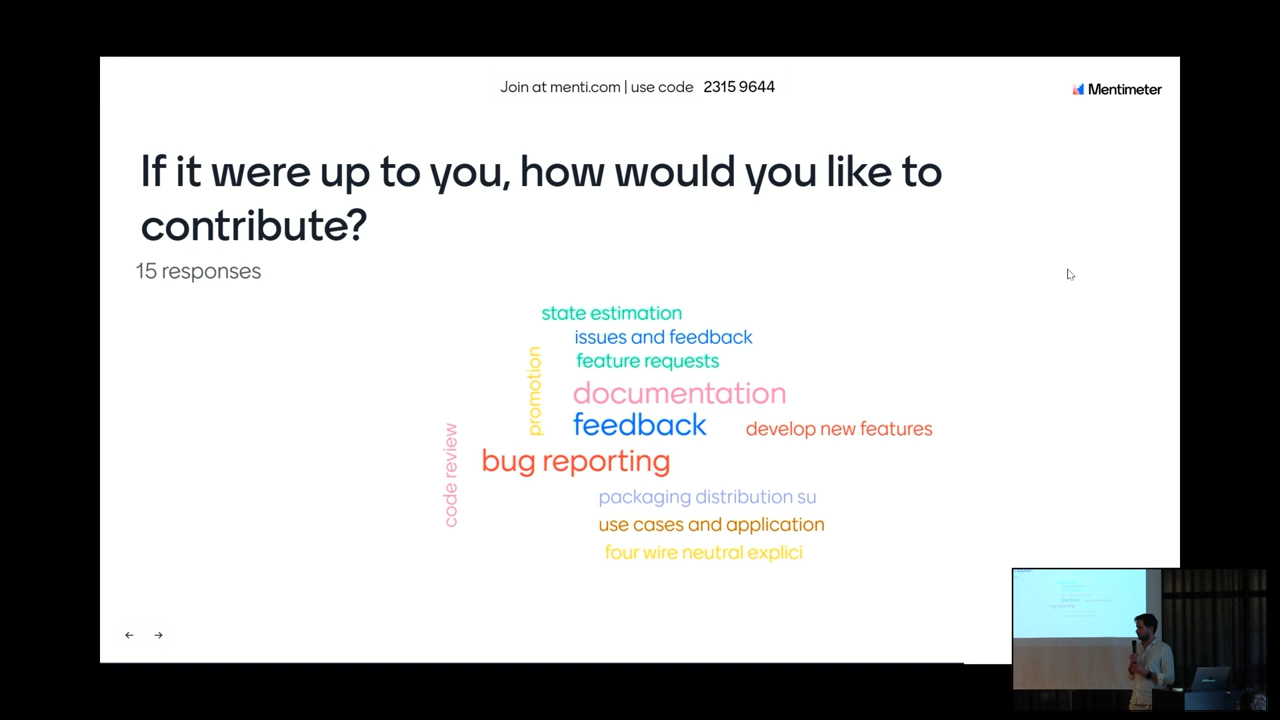 Join at menti.com | use code 2315 9644
Mentimeter
If it were up to you, how would you like to
contribute?
15 responses
state estimation
issues and feedback
feature requests
promotion
documentation
feedback
develop new features
code review
bug reporting
packaging distribution su
use cases and application
four wire neutral explici